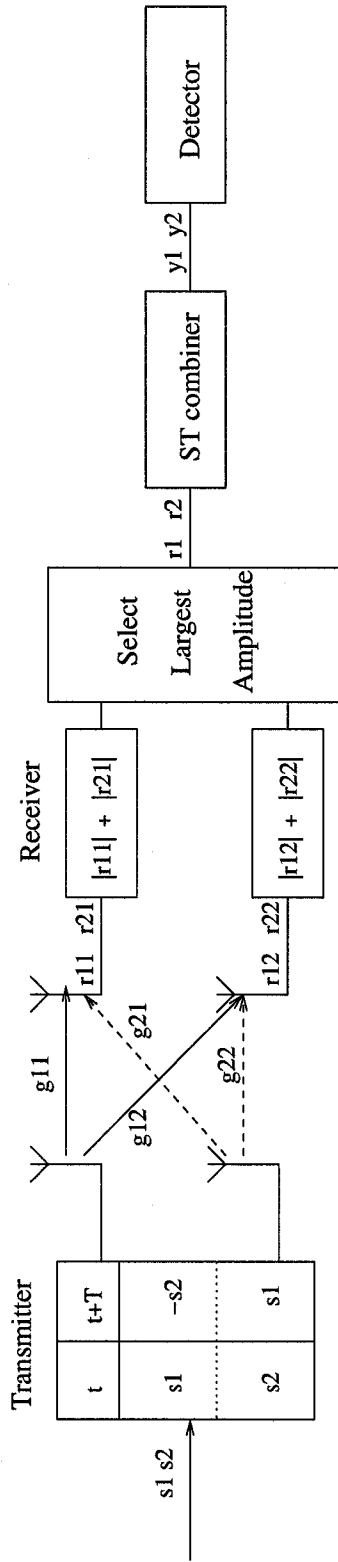 Transmitter
t t+T
s1 -s2
s2 s1
s1 s2
g11
g12
g21
g22
Receiver
r11 r21
r12 r22
|r11| + |r21|
|r12| + |r22|
Select
Largest
Amplitude
r1 r2
ST combiner
y1 y2
Detector